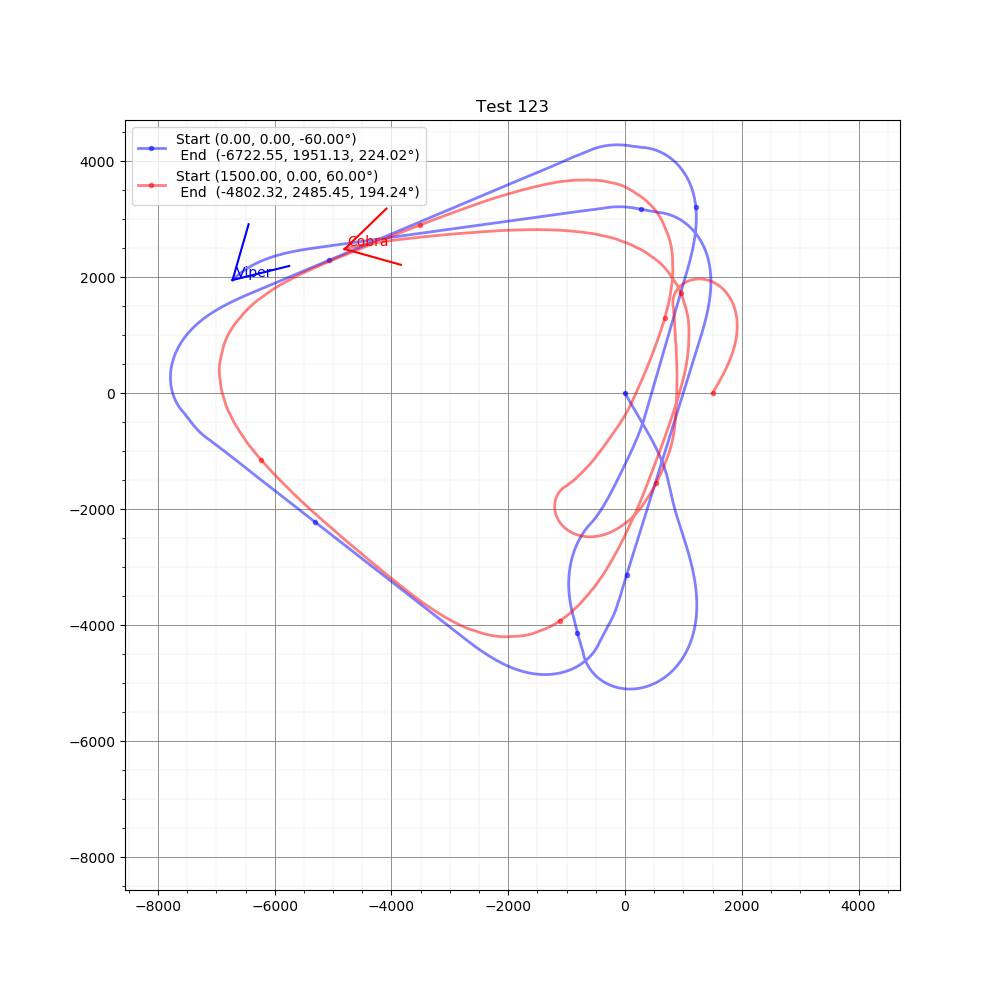 Test 123
Start (0.00, 0.00, -60.00°)
End (-6722.55, 1951.13, 224.02°)
Start (1500.00, 0.00, 60.00°)
End (-4802.32, 2485.45, 194.24°)
Cobra
Viper
4000
2000
0
−2000
−4000
−6000
−8000
−8000 −6000 −4000 −2000 0 2000 4000